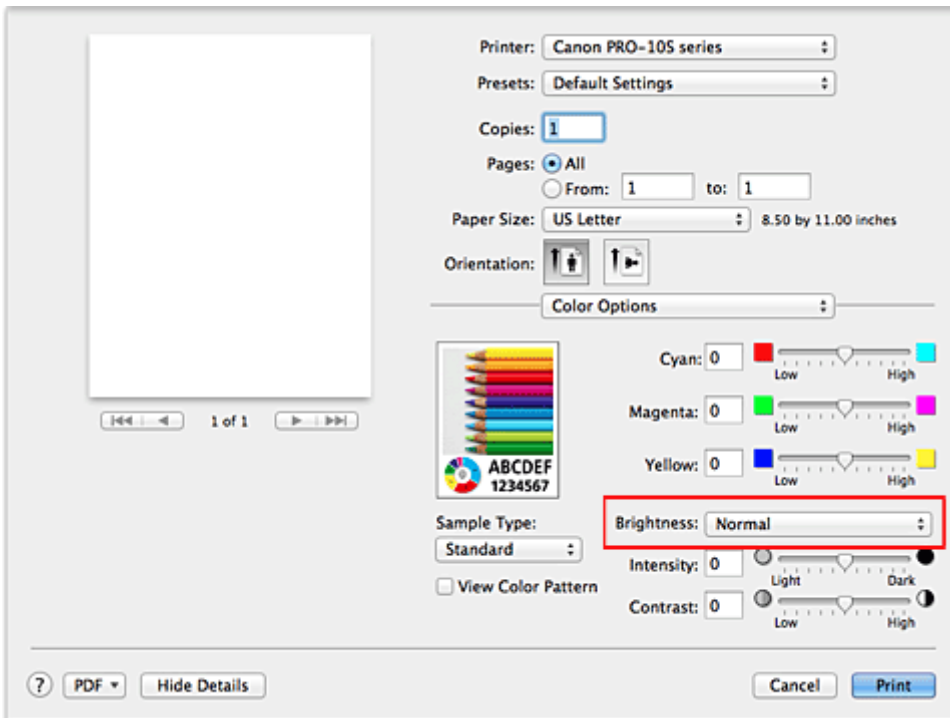 Printer: Canon PRO-10S series
Presets: Default Settings
Copies: 1
Pages: All
From: 1 to: 1
Paper Size: US Letter 8.50 by 11.00 inches
Orientation:
Color Options
1 of 1
Cyan: 0
Low High
Magenta: 0
Low High
Yellow: 0
Low High
ABCDEF
1234567
Sample Type:
Standard
View Color Pattern
Brightness: Normal
Intensity: 0
Light Dark
Contrast: 0
Low High
? PDF Hide Details Cancel Print